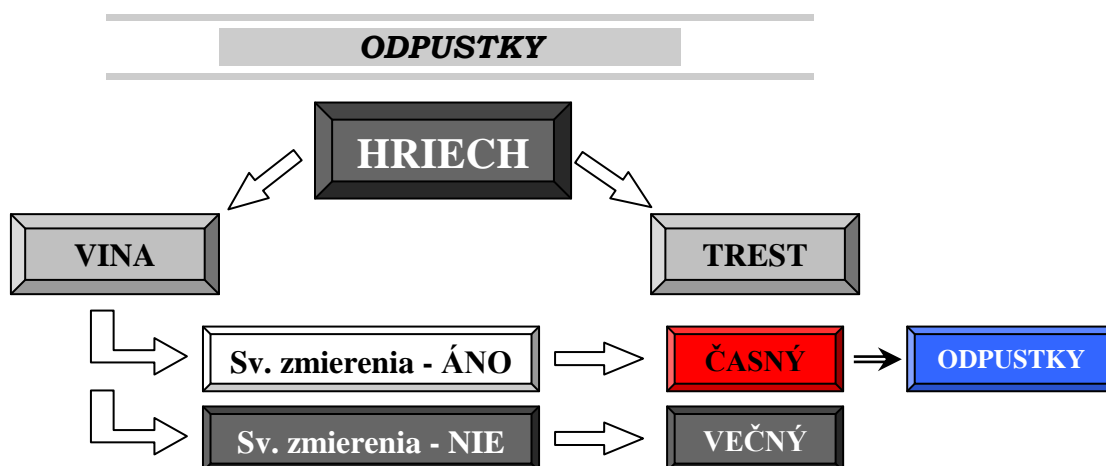 ODPUSTKY
HRIECH
VINA
TREST
Sv. zmierenia - ÁNO
ČASNÝ
ODPUSTKY
Sv. zmierenia - NIE
VEČNÝ